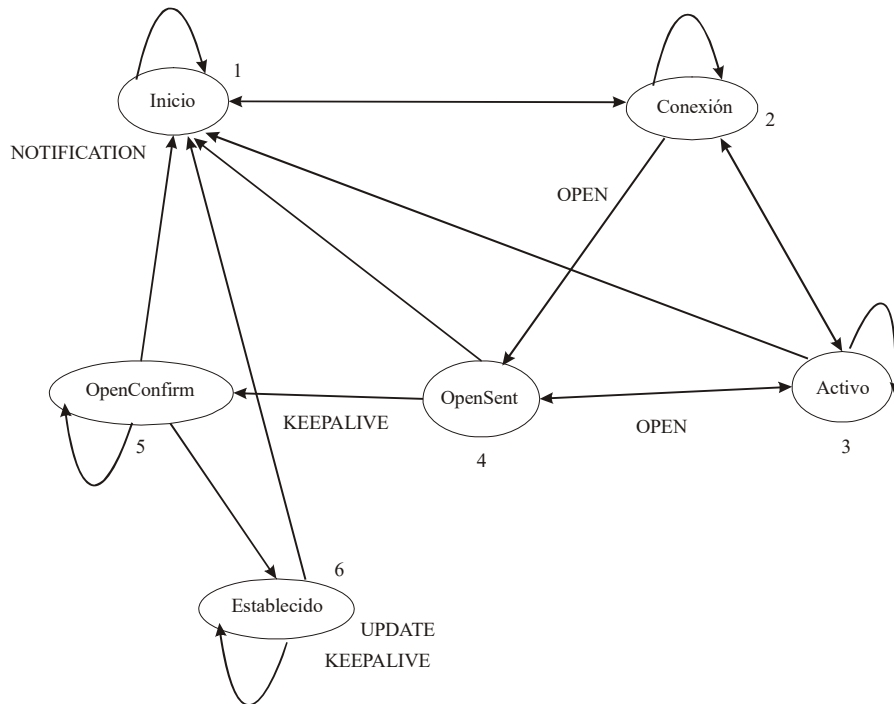 1
Inicio
Conexión
2
NOTIFICATION
OPEN
OpenConfirm
OpenSent
Activo
KEEPALIVE
OPEN
5
4
3
6
Establecido
UPDATE
KEEPALIVE